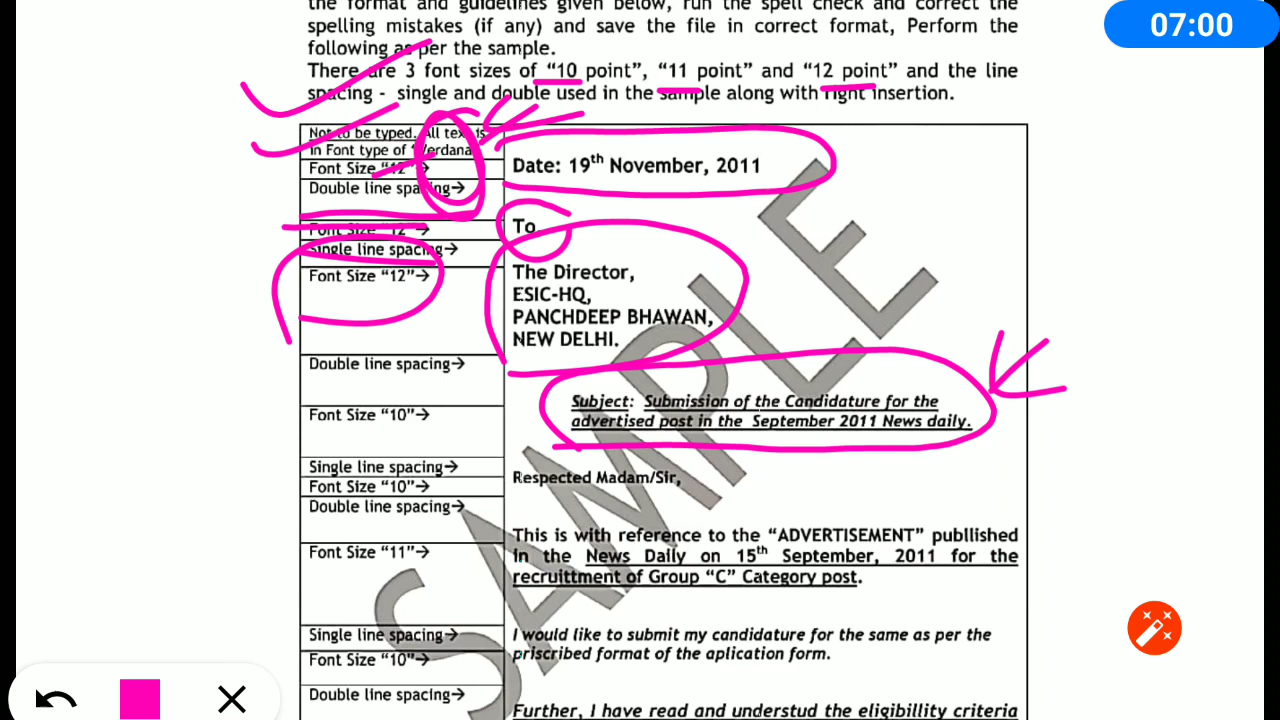 the format and guidelines given below, run the spell check and correct the
07:00
spelling mistakes (if any) and save the file in correct format, Perform the
following as per the sample.
There are 3 font sizes of “10 point”, “11 point” and “12 point” and the line
spacing - single and double used in the sample along with right insertion.
Not to be typed. All text is
in Font type of “Verdana
Font Size “12”→
Date: 19th November, 2011
Double line spacing→
Font Size “12”→
To
Single line spacing→
Font Size “12”→
The Director,
ESIC-HQ,
PANCHDEEP BHAWAN,
NEW DELHI.
Double line spacing→
Font Size “10”→
Subject: Submission of the Candidature for the
advertised post in the September 2011 News daily.
Single line spacing→
Font Size “10”→
Respected Madam/Sir,
Double line spacing→
Font Size “11”→
This is with reference to the “ADVERTISEMENT” publlished
in the News Daily on 15th September, 2011 for the
recruittment of Group “C” Category post.
Single line spacing→
Font Size “10”→
I would like to submit my candidature for the same as per the
priscribed format of the aplication form.
Double line spacing→
Further, I have read and understud the eligibillity criteria
SAMPLE